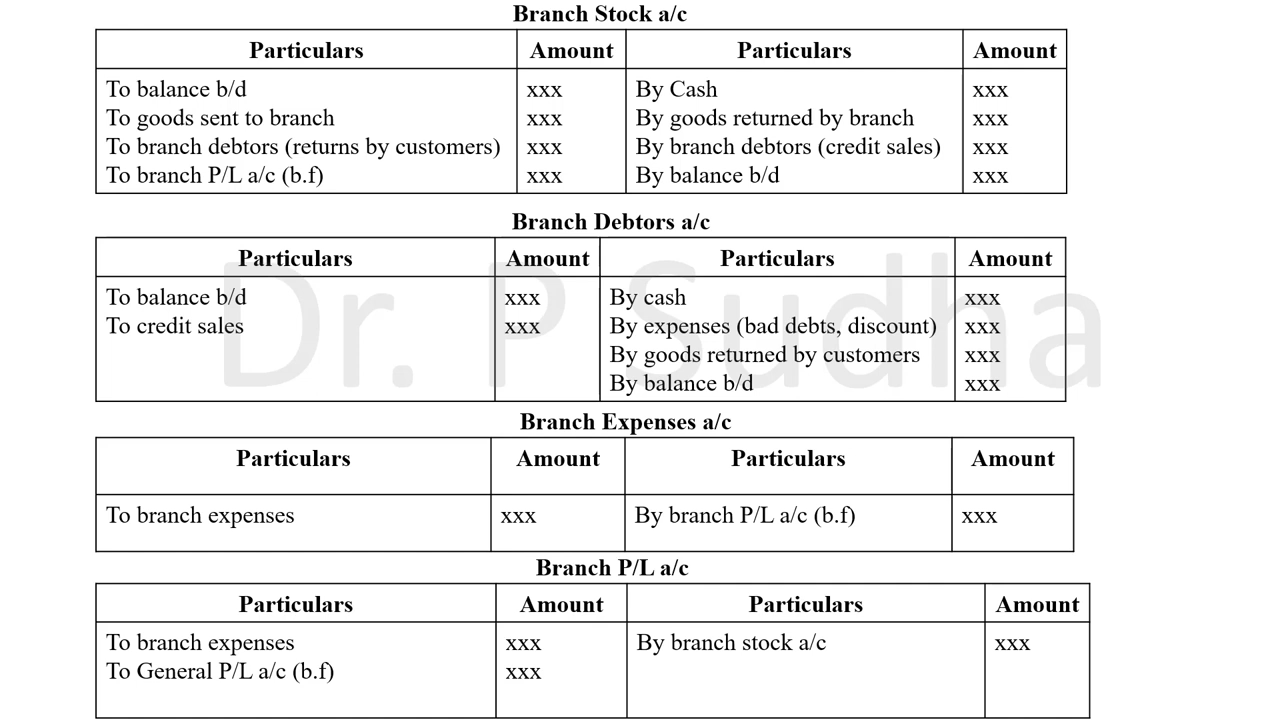 Branch Stock a/c
Particulars Amount Particulars Amount
To balance b/d xxx By Cash xxx
To goods sent to branch xxx By goods returned by branch xxx
To branch debtors (returns by customers) xxx By branch debtors (credit sales) xxx
To branch P/L a/c (b.f) xxx By balance b/d xxx
Branch Debtors a/c
Particulars Amount Particulars Amount
To balance b/d xxx By cash xxx
To credit sales xxx By expenses (bad debts, discount) xxx
By goods returned by customers xxx
By balance b/d xxx
Dr. P Sudha
Branch Expenses a/c
Particulars Amount Particulars Amount
To branch expenses xxx By branch P/L a/c (b.f) xxx
Branch P/L a/c
Particulars Amount Particulars Amount
To branch expenses xxx By branch stock a/c xxx
To General P/L a/c (b.f) xxx